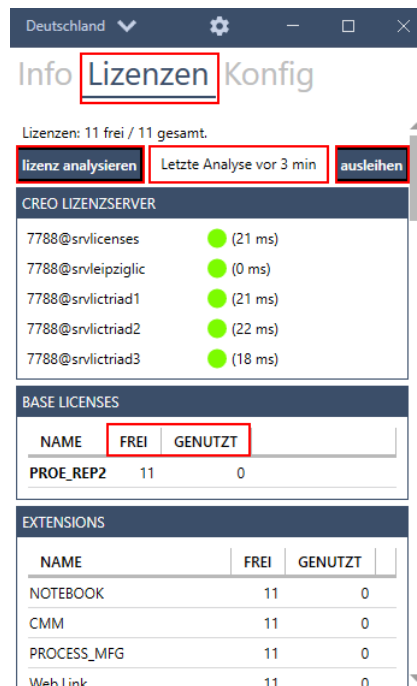 Deutschland
Info Lizenzen Konfig
Lizenzen: 11 frei / 11 gesamt.
lizenz analysieren Letzte Analyse vor 3 min ausleihen
CREO LIZENZSERVER
7788@srvlicenses (21 ms)
7788@srvleipziglic (0 ms)
7788@srvlictriad1 (21 ms)
7788@srvlictriad2 (22 ms)
7788@srvlictriad3 (18 ms)
BASE LICENSES
NAME FREI GENUTZT
PROE_REP2 11 0
EXTENSIONS
NAME FREI GENUTZT
NOTEBOOK 11 0
CMM 11 0
PROCESS_MFG 11 0
Web Link 11 0